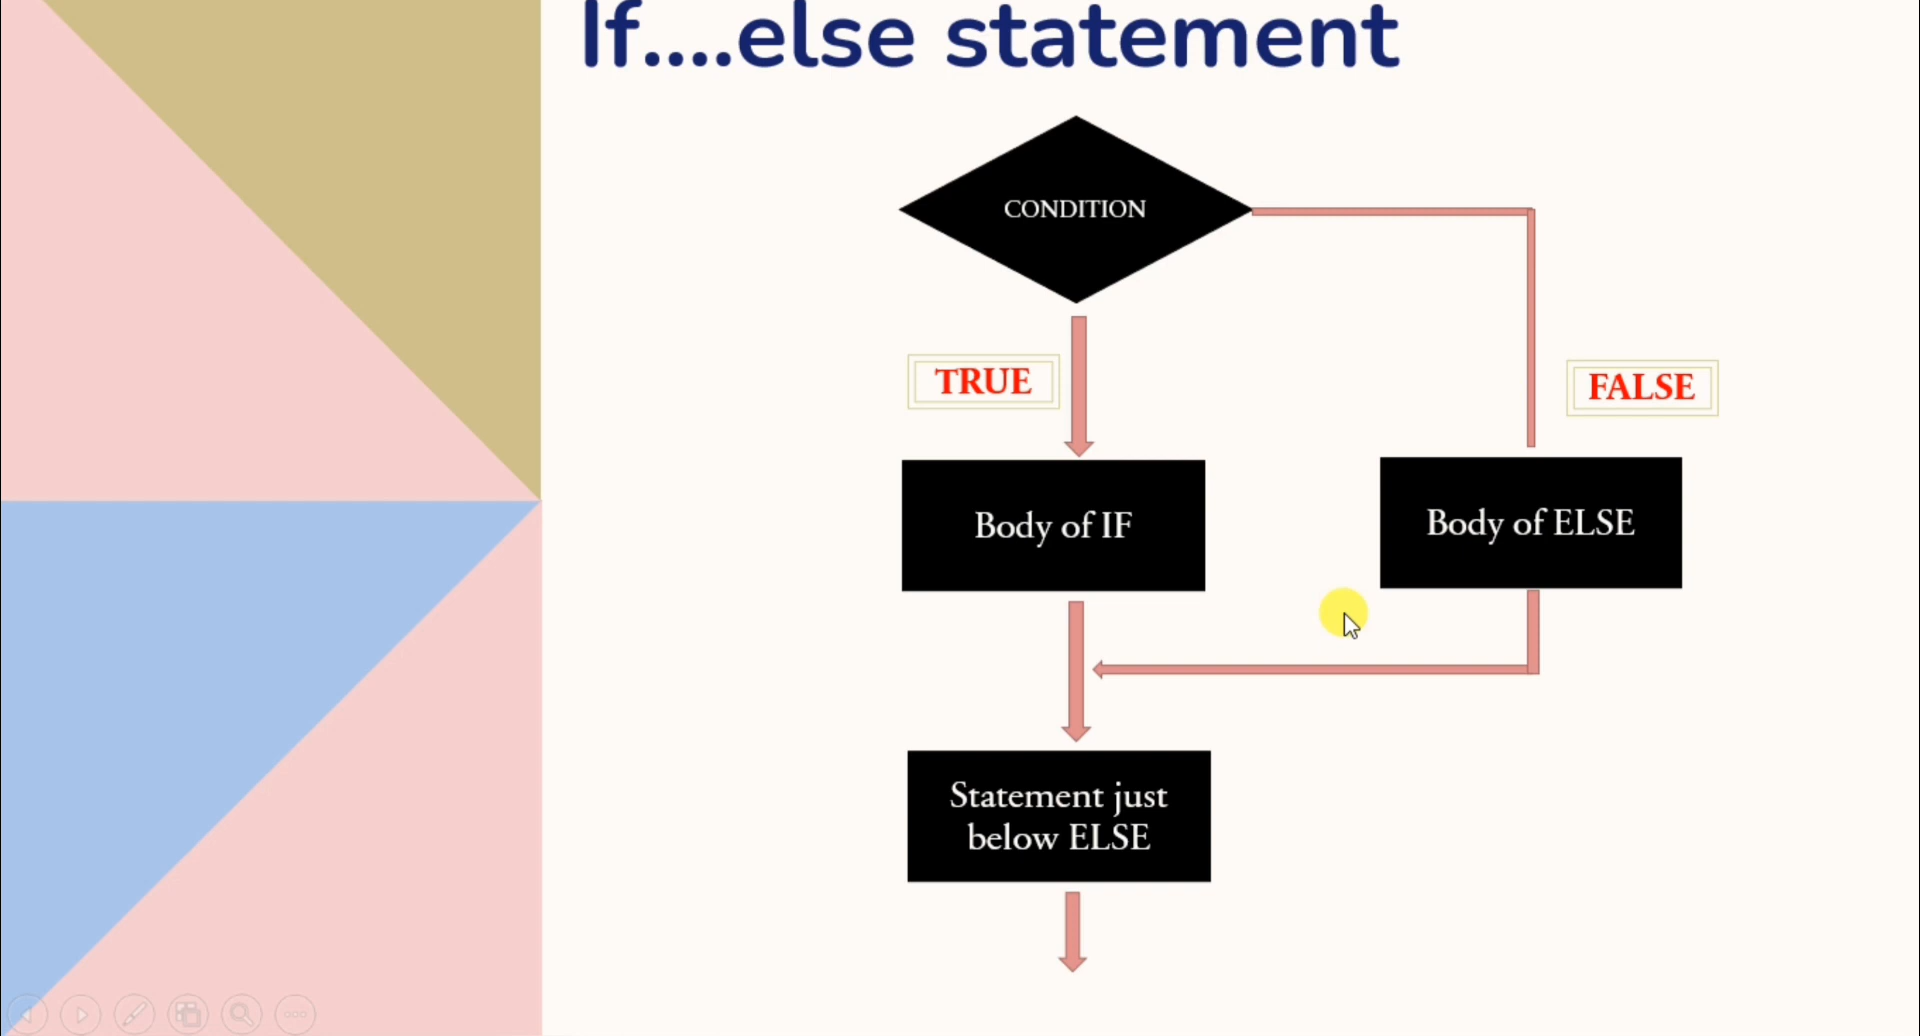 If....else statement
CONDITION
TRUE
FALSE
Body of IF
Body of ELSE
Statement just
below ELSE